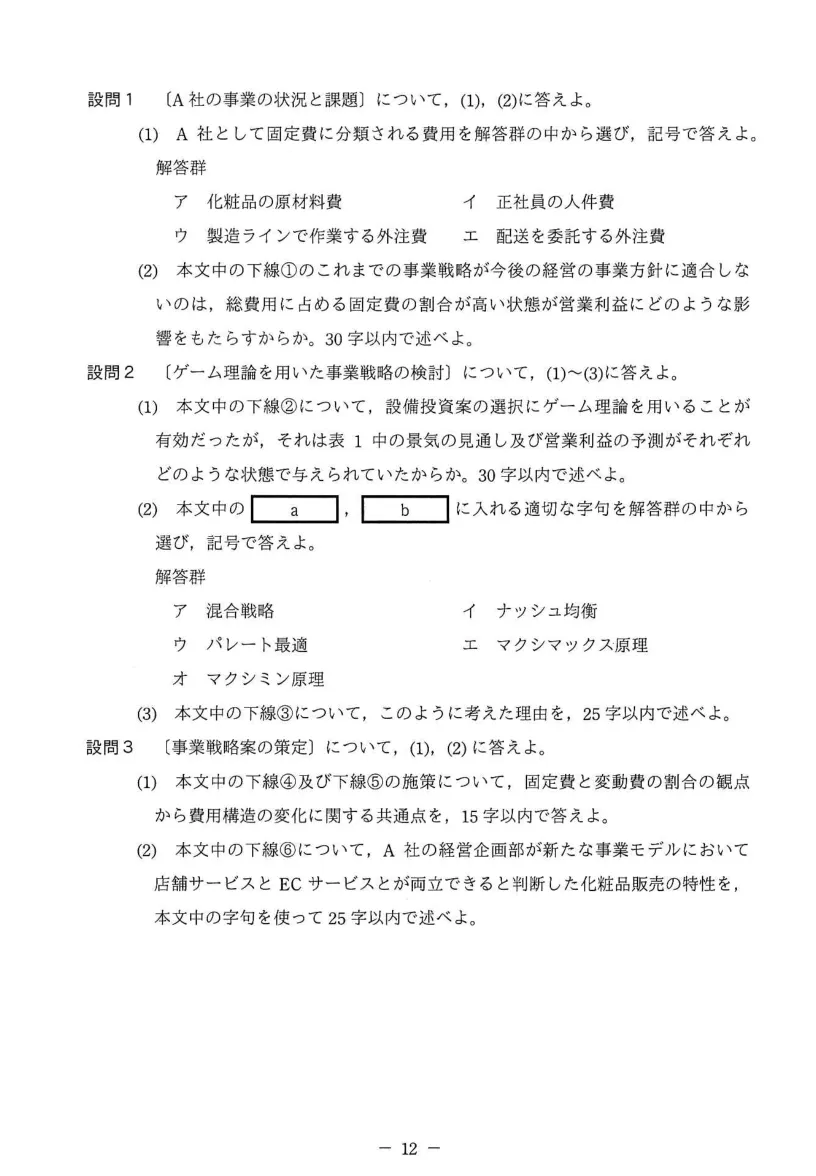 設問1 〔A社の事業の状況と課題〕について，(1)，(2)に答えよ。
(1) A 社として固定費に分類される費用を解答群の中から選び，記号で答えよ。
解答群
ア 化粧品の原材料費 イ 正社員の人件費
ウ 製造ラインで作業する外注費 エ 配送を委託する外注費
(2) 本文中の下線①のこれまでの事業戦略が今後の経営の事業方針に適合しな
いのは，総費用に占める固定費の割合が高い状態が営業利益にどのような影
響をもたらすからか。30 字以内で述べよ。
設問2 〔ゲーム理論を用いた事業戦略の検討〕について，(1)～(3)に答えよ。
(1) 本文中の下線②について，設備投資案の選択にゲーム理論を用いることが
有効だったが，それは表 1 中の景気の見通し及び営業利益の予測がそれぞれ
どのような状態で与えられていたからか。30 字以内で述べよ。
(2) 本文中の a ， b に入れる適切な字句を解答群の中から
選び，記号で答えよ。
解答群
ア 混合戦略 イ ナッシュ均衡
ウ パレート最適 エ マクシマックス原理
オ マクシミン原理
(3) 本文中の下線③について，このように考えた理由を，25 字以内で述べよ。
設問3 〔事業戦略案の策定〕について，(1)，(2) に答えよ。
(1) 本文中の下線④及び下線⑤の施策について，固定費と変動費の割合の観点
から費用構造の変化に関する共通点を，15 字以内で答えよ。
(2) 本文中の下線⑥について，A 社の経営企画部が新たな事業モデルにおいて
店舗サービスと EC サービスとが両立できると判断した化粧品販売の特性を，
本文中の字句を使って 25 字以内で述べよ。
－ 12 －